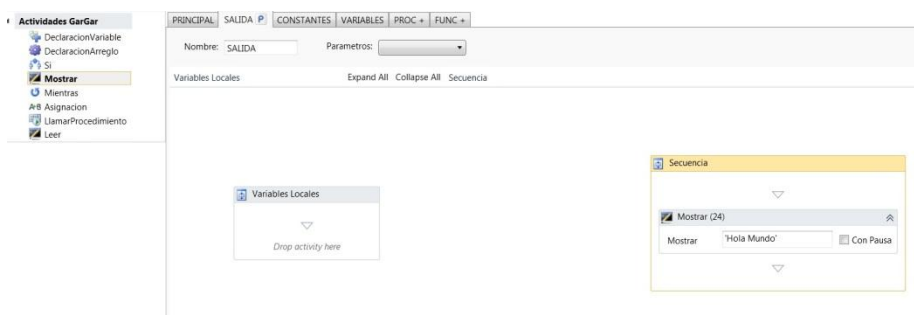 Actividades GarGar
DeclaracionVariable
DeclaracionArreglo
Si
Mostrar
Mientras
A+B Asignacion
LlamarProcedimiento
Leer
PRINCIPAL SALIDA P CONSTANTES VARIABLES PROC + FUNC +
Nombre: SALIDA Parametros:
Variables Locales Expand All Collapse All Secuencia
Variables Locales
Drop activity here
Secuencia
Mostrar (24)
Mostrar 'Hola Mundo' Con Pausa